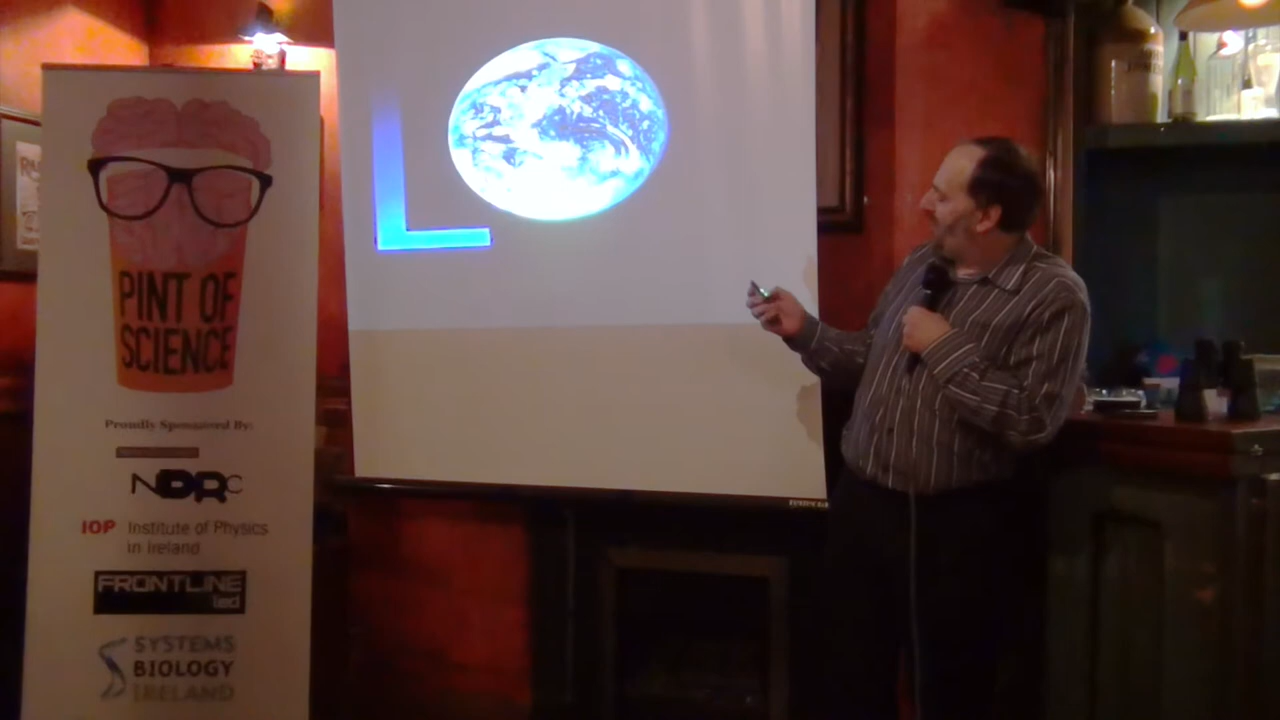 PINT OF
SCIENCE
Proudly Sponsored By:
NDRC
IOP Institute of Physics
in Ireland
FRONTLINE
led
SYSTEMS
BIOLOGY
IRELAND
L